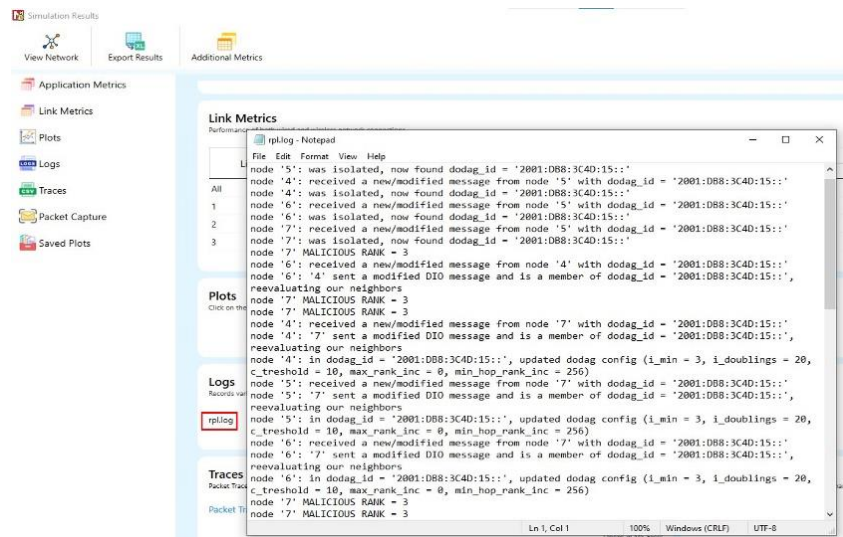 Simulation Results
View Network
Export Results
Additional Metrics
Application Metrics
Link Metrics
Plots
Logs
Traces
Packet Capture
Saved Plots
Link Metrics
All
1
2
3
Plots
Click on the
Logs
Records
rpl.log
Traces
Packet Trace
Packet
rpl.log - Notepad
File Edit Format View Help
node '5': was isolated, now found dodag_id = '2001:DB8:3C4D:15::'
node '4': received a new/modified message from node '5' with dodag_id = '2001:DB8:3C4D:15::'
node '4': was isolated, now found dodag_id = '2001:DB8:3C4D:15::'
node '6': received a new/modified message from node '5' with dodag_id = '2001:DB8:3C4D:15::'
node '6': was isolated, now found dodag_id = '2001:DB8:3C4D:15::'
node '7': received a new/modified message from node '5' with dodag_id = '2001:DB8:3C4D:15::'
node '7': was isolated, now found dodag_id = '2001:DB8:3C4D:15::'
node '7' MALICIOUS RANK = 3
node '6': received a new/modified message from node '4' with dodag_id = '2001:DB8:3C4D:15::'
node '6': '4' sent a modified DIO message and is a member of dodag_id = '2001:DB8:3C4D:15::',
reevaluating our neighbors
node '7' MALICIOUS RANK = 3
node '7' MALICIOUS RANK = 3
node '4': received a new/modified message from node '7' with dodag_id = '2001:DB8:3C4D:15::'
node '4': '7' sent a modified DIO message and is a member of dodag_id = '2001:DB8:3C4D:15::',
reevaluating our neighbors
node '4': in dodag_id = '2001:DB8:3C4D:15::', updated dodag config (i_min = 3, i_doublings = 20,
c_treshold = 10, max_rank_inc = 0, min_hop_rank_inc = 256)
node '5': received a new/modified message from node '7' with dodag_id = '2001:DB8:3C4D:15::'
node '5': '7' sent a modified DIO message and is a member of dodag_id = '2001:DB8:3C4D:15::',
reevaluating our neighbors
node '5': in dodag_id = '2001:DB8:3C4D:15::', updated dodag config (i_min = 3, i_doublings = 20,
c_treshold = 10, max_rank_inc = 0, min_hop_rank_inc = 256)
node '6': received a new/modified message from node '7' with dodag_id = '2001:DB8:3C4D:15::'
node '6': '7' sent a modified DIO message and is a member of dodag_id = '2001:DB8:3C4D:15::',
reevaluating our neighbors
node '6': in dodag_id = '2001:DB8:3C4D:15::', updated dodag config (i_min = 3, i_doublings = 20,
c_treshold = 10, max_rank_inc = 0, min_hop_rank_inc = 256)
node '7' MALICIOUS RANK = 3
node '7' MALICIOUS RANK = 3
Ln 1, Col 1 100% Windows (CRLF) UTF-8